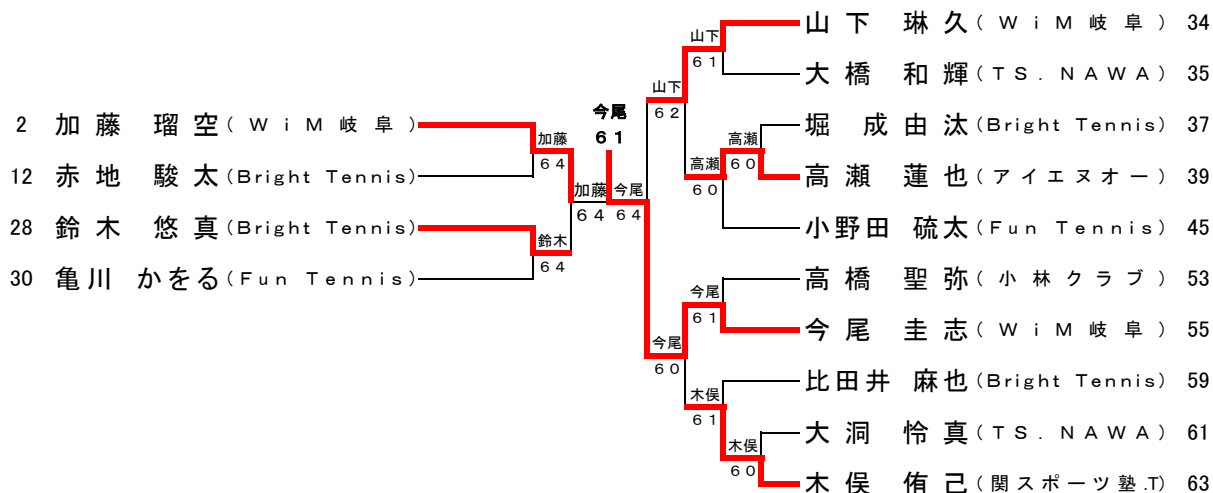 2 加藤 瑠空(WiM岐阜)
12 赤地 駿太(Bright Tennis)
28 鈴木 悠真(Bright Tennis)
30 亀川 かをる(Fun Tennis)
加藤
64
鈴木
64
加藤
64
今尾
61
今尾
64
山下
62
今尾
60
山下
61
高瀬
60
高瀬
60
今尾
61
木俣
61
木俣
60
山下 琳久(WiM岐阜) 34
大橋 和輝(TS.NAWA) 35
堀 成由汰(Bright Tennis) 37
高瀬 蓮也(アイエヌオー) 39
小野田 硫太(Fun Tennis) 45
高橋 聖弥(小林クラブ) 53
今尾 圭志(WiM岐阜) 55
比田井 麻也(Bright Tennis) 59
大洞 怜真(TS.NAWA) 61
木俣 侑己(関スポーツ塾.T) 63